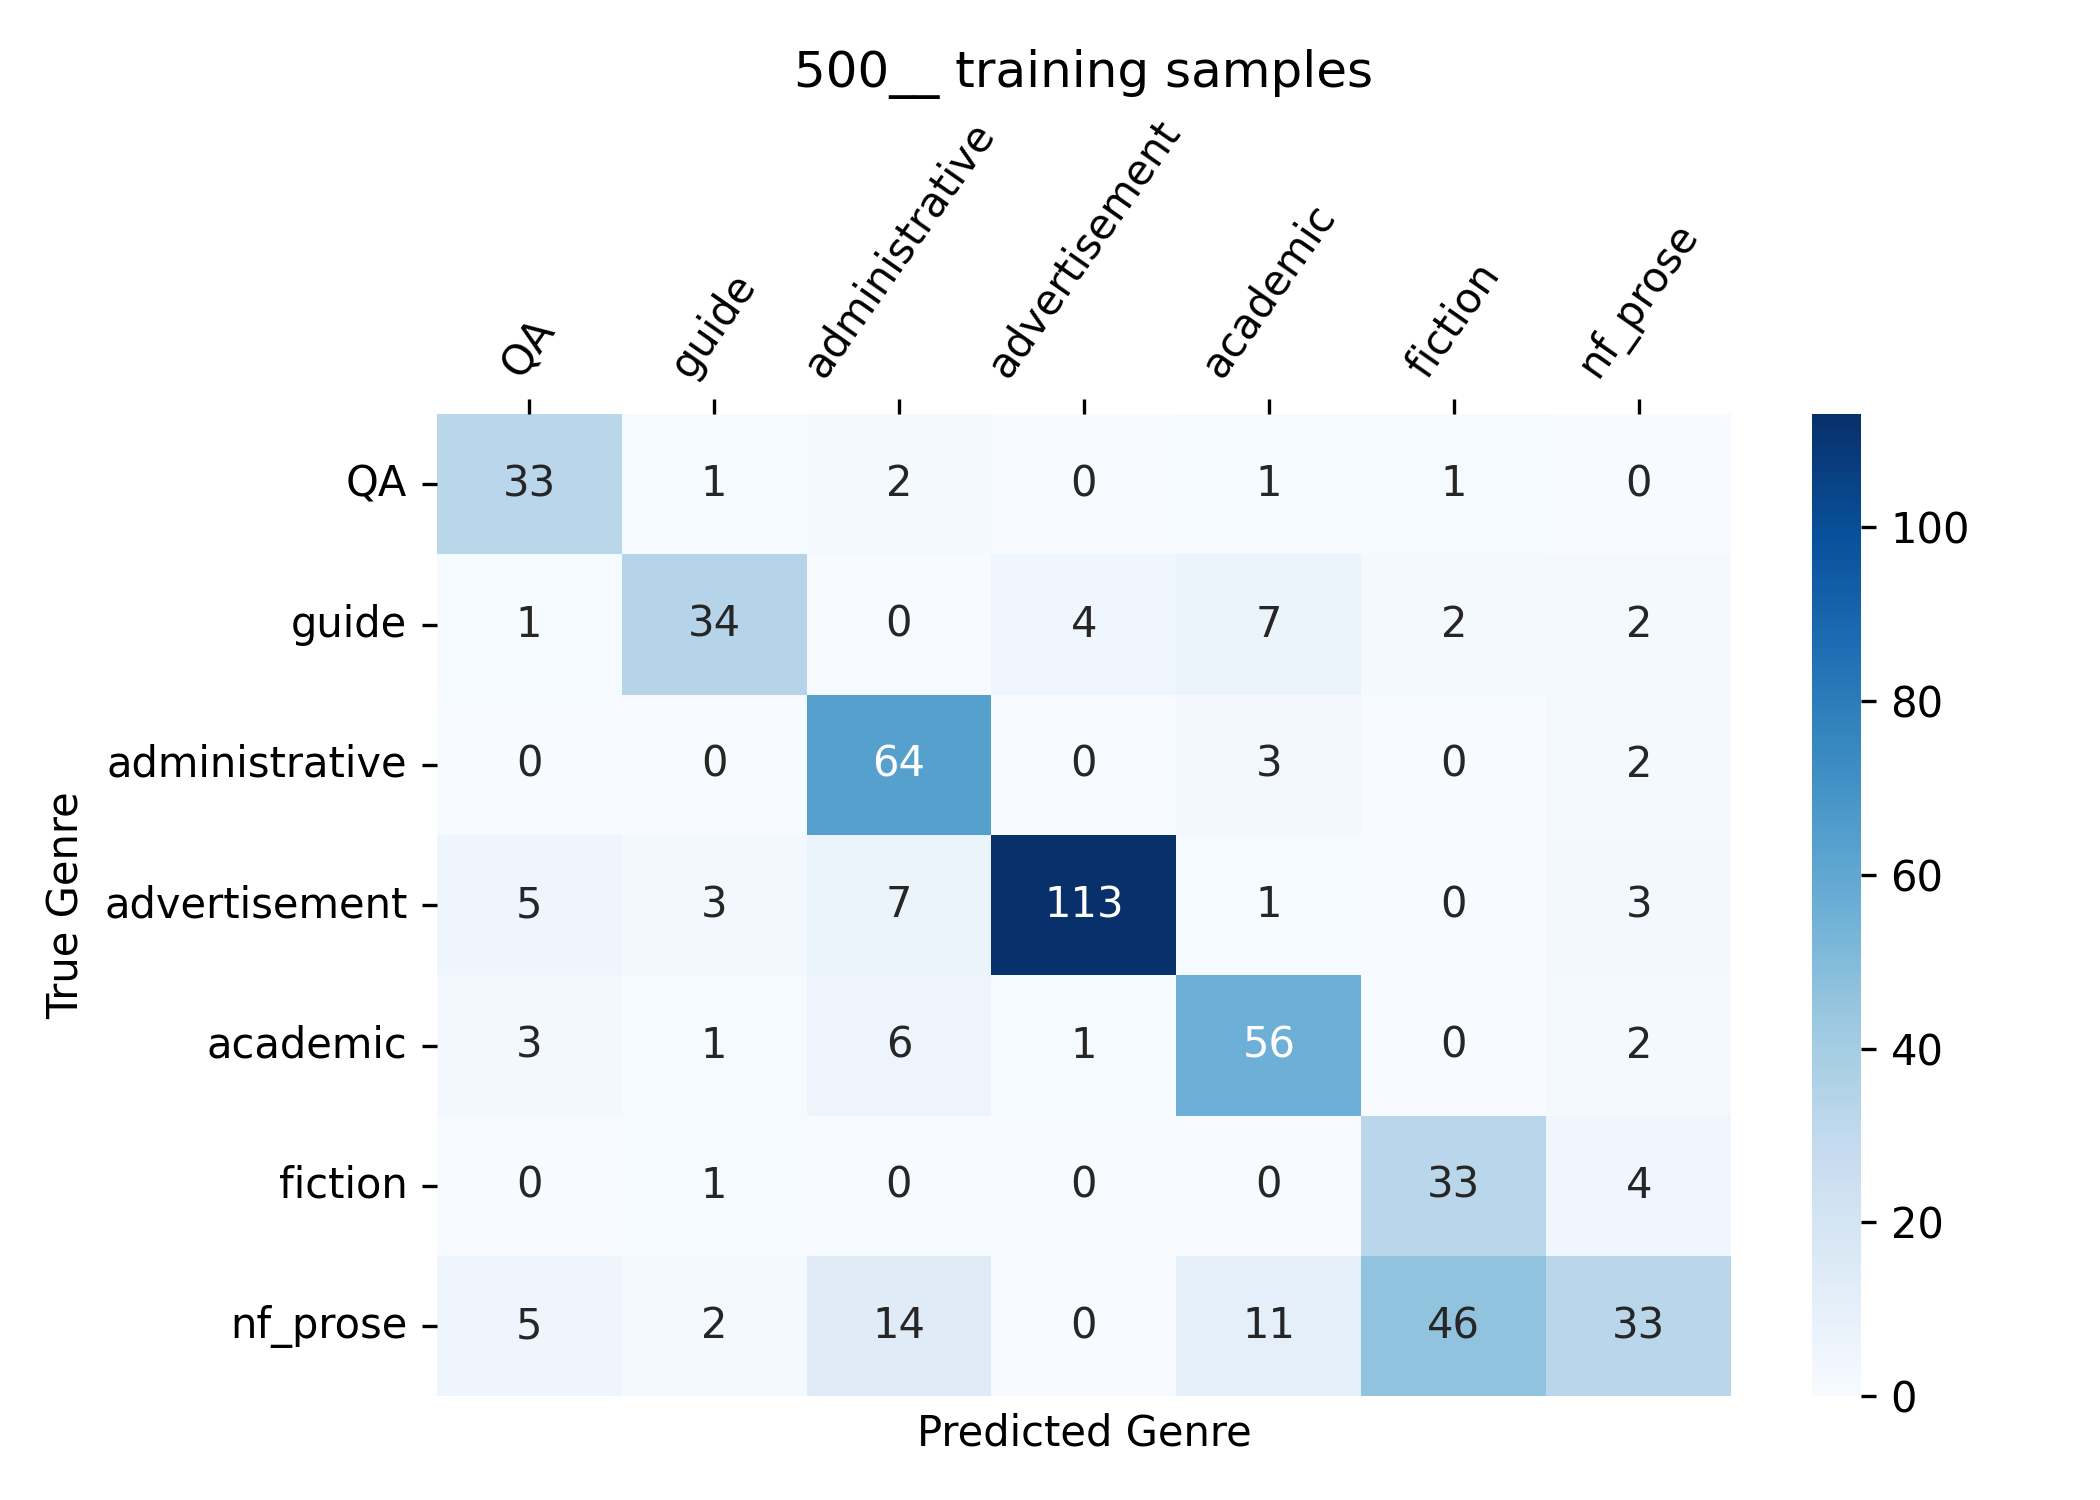 500__ training samples
QA guide administrative advertisement academic fiction nf_prose
QA 33 1 2 0 1 1 0
guide 1 34 0 4 7 2 2
administrative 0 0 64 0 3 0 2
advertisement 5 3 7 113 1 0 3
academic 3 1 6 1 56 0 2
fiction 0 1 0 0 0 33 4
nf_prose 5 2 14 0 11 46 33
True Genre
Predicted Genre
100
80
60
40
20
0